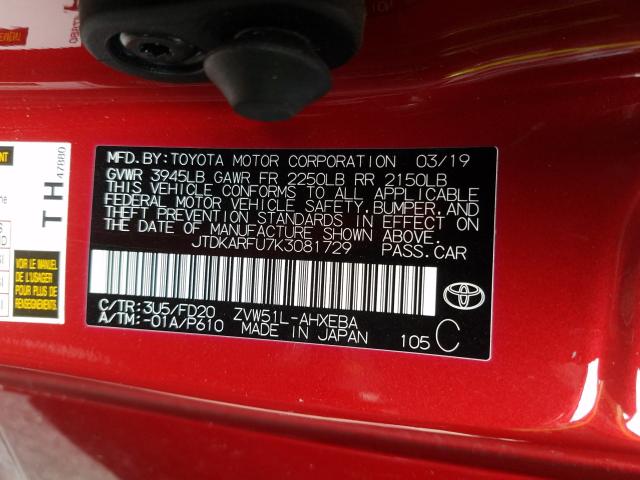 MFD. BY: TOYOTA MOTOR CORPORATION 03/19
GVWR 3945LB GAWR FR 2250LB RR 2150LB
THIS VEHICLE CONFORMS TO ALL APPLICABLE
FEDERAL MOTOR VEHICLE SAFETY, BUMPER, AND
THEFT PREVENTION STANDARDS IN EFFECT ON
THE DATE OF MANUFACTURE SHOWN ABOVE.
JTDKARFU7K3081729 PASS. CAR
C/TR: 3U5/FD20 ZVW51L-AHXEBA
A/TM: -01A/P610 MADE IN JAPAN
105 C
TOYOTA
TH
47880
VOIR LE MANUEL
DE L'USAGER
POUR PLUS DE